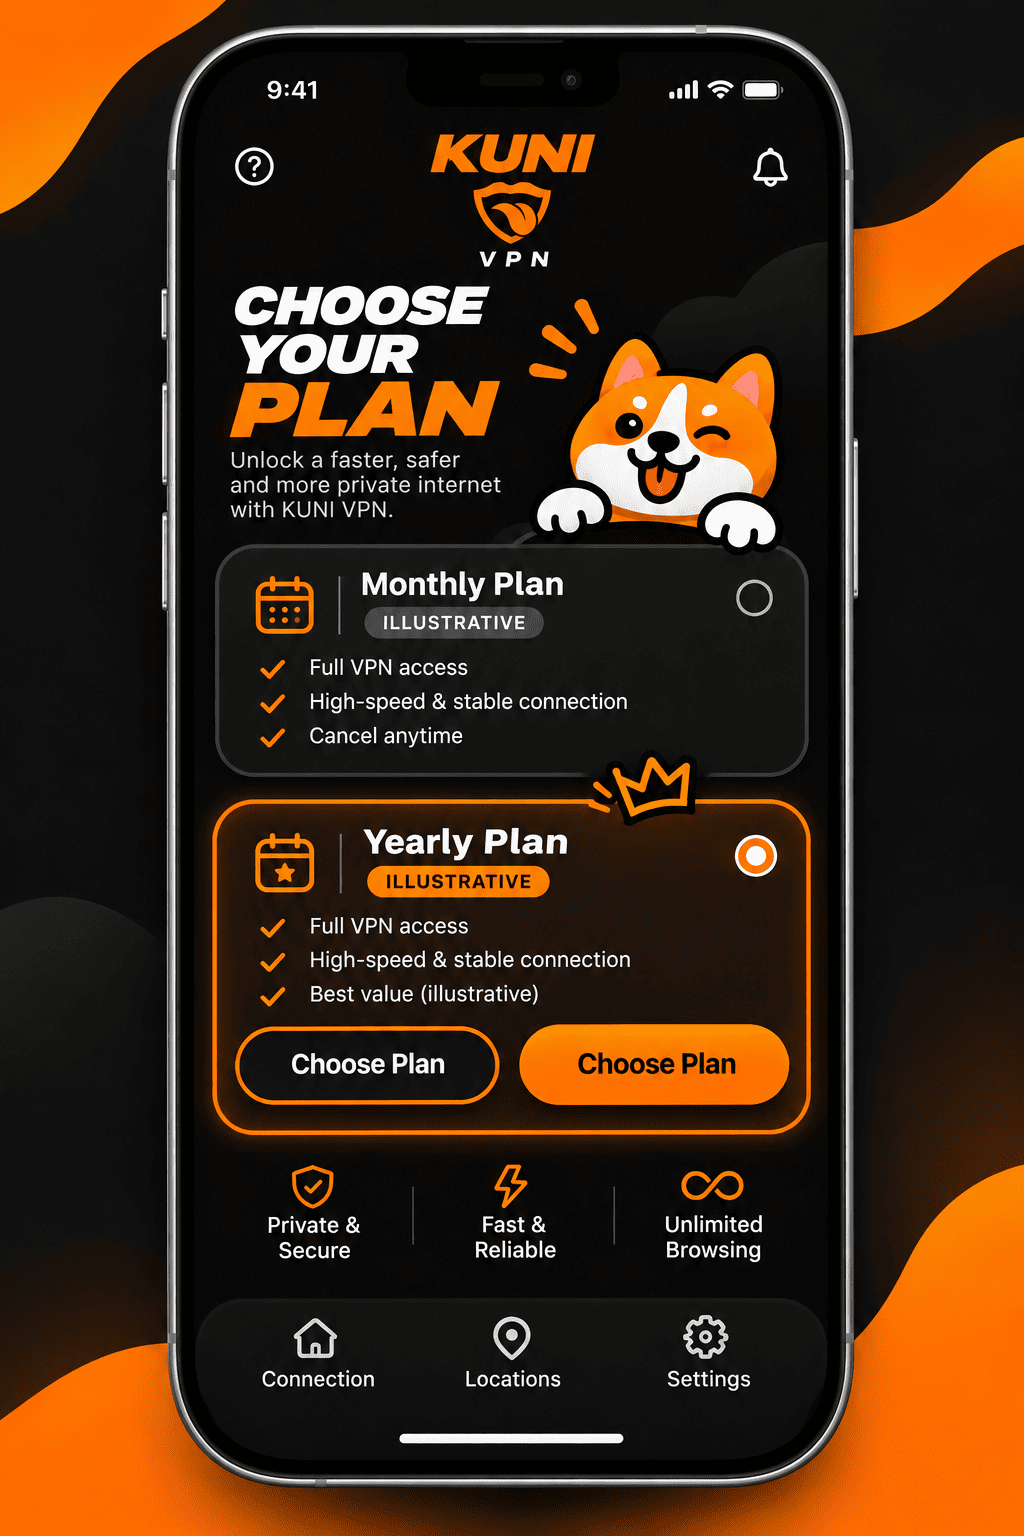 9:41
KUNI
VPN
CHOOSE
YOUR
PLAN
Unlock a faster, safer
and more private internet
with KUNI VPN.
Monthly Plan
ILLUSTRATIVE
Full VPN access
High-speed & stable connection
Cancel anytime
Yearly Plan
ILLUSTRATIVE
Full VPN access
High-speed & stable connection
Best value (illustrative)
Choose Plan
Choose Plan
Private &
Secure
Fast &
Reliable
Unlimited
Browsing
Connection
Locations
Settings